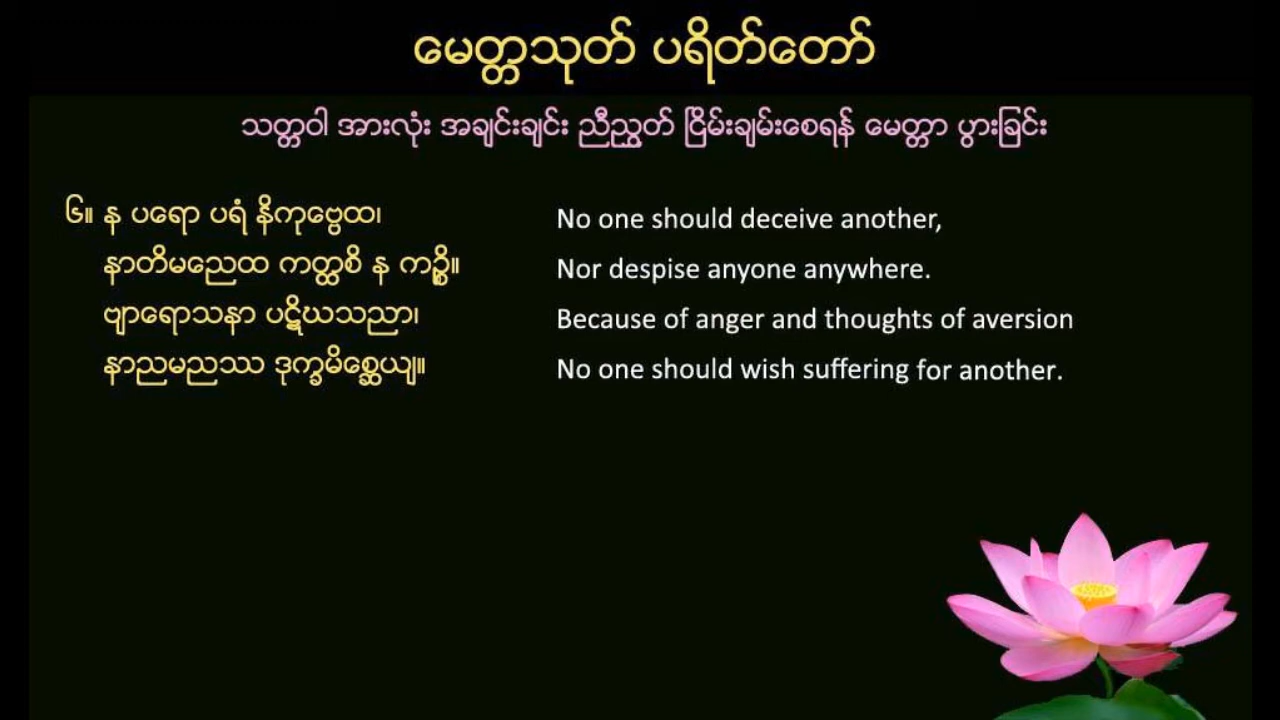 မေတ္တသုတ် ပရိတ်တော်
သတ္တဝါ အားလုံး အချင်းချင်း ညီညွှတ် ငြိမ်းချမ်းစေရန် မေတ္တာ ပွားခြင်း
၆။ န ပရော ပရံ နိကုဗ္ဗေထ၊
No one should deceive another,
နာတိမညေထ ကတ္ထစိ န ကဉ္စိ။
Nor despise anyone anywhere.
ဗျာရောသနာ ပဋိဃသညာ၊
Because of anger and thoughts of aversion
နာညမညဿ ဒုက္ခမိစ္ဆေယျ။
No one should wish suffering for another.